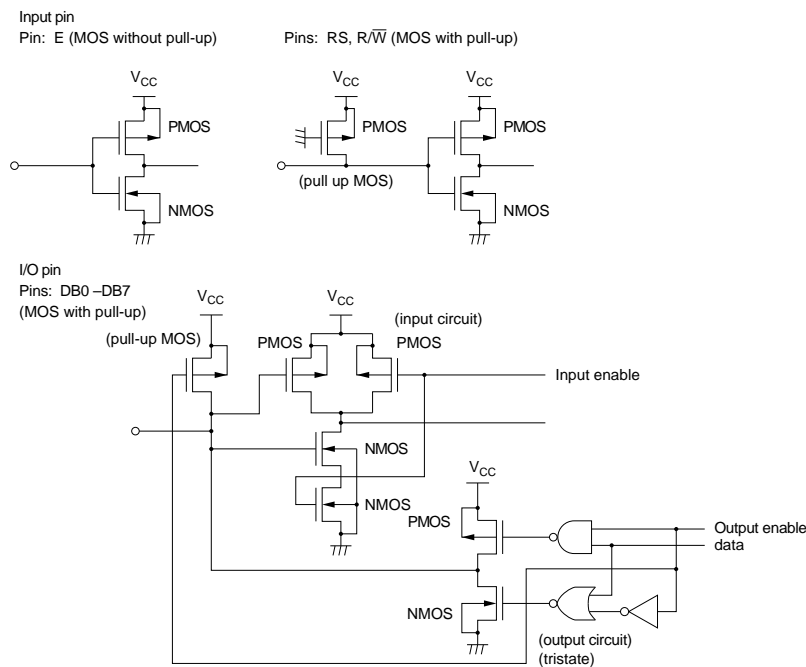 Input pin
Pin: E (MOS without pull-up)
Pins: RS, R/W̅ (MOS with pull-up)
VCC
PMOS
NMOS
VCC
PMOS
(pull up MOS)
VCC
PMOS
NMOS
I/O pin
Pins: DB0 –DB7
(MOS with pull-up)
VCC
(pull-up MOS)
VCC
(input circuit)
PMOS
PMOS
Input enable
NMOS
NMOS
VCC
PMOS
Output enable
data
NMOS
(output circuit)
(tristate)